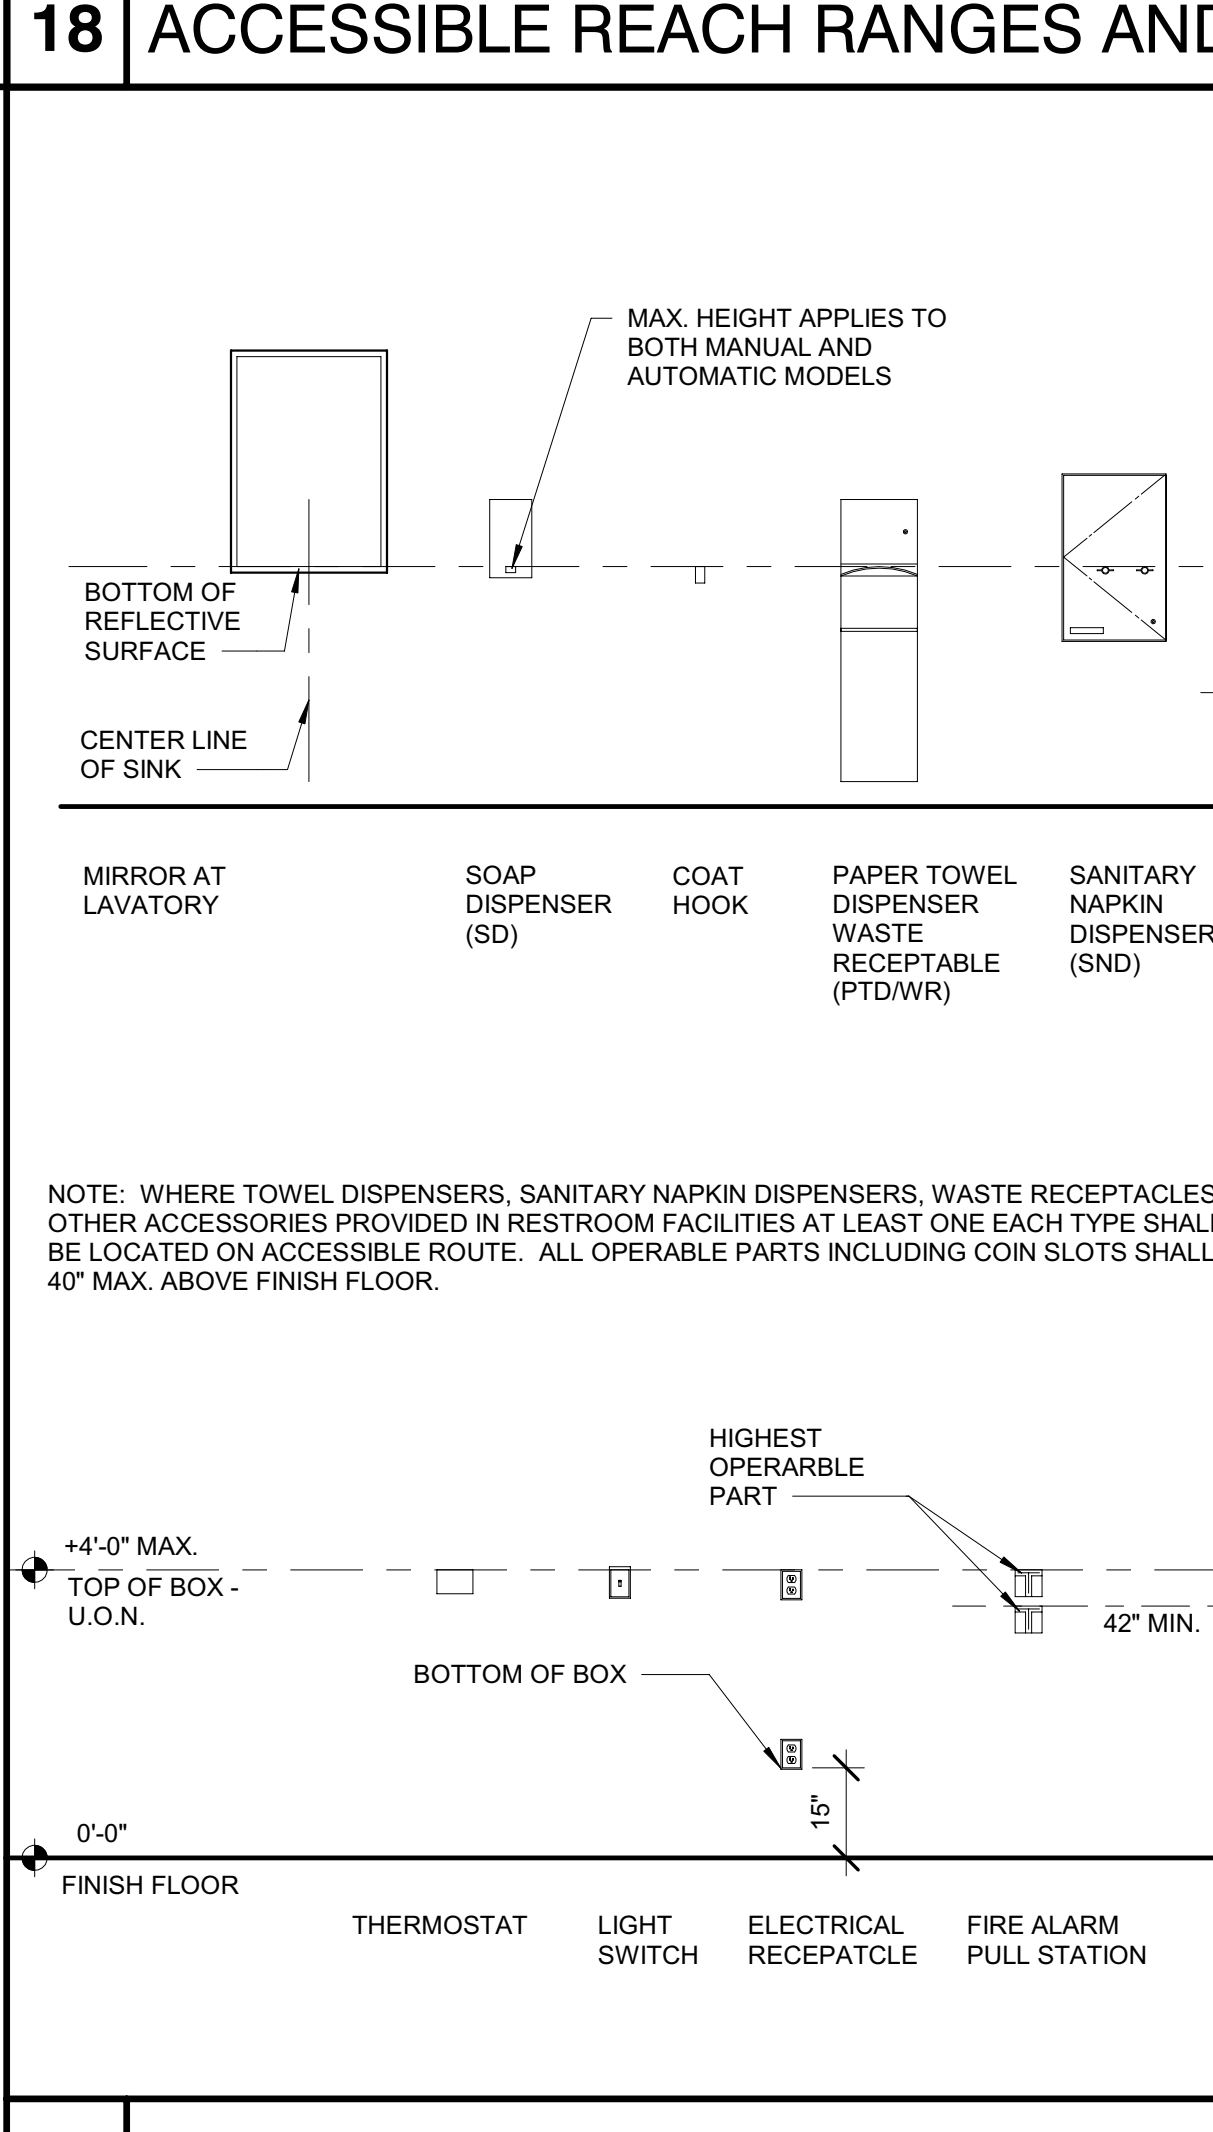 18 ACCESSIBLE REACH RANGES AND
MAX. HEIGHT APPLIES TO
BOTH MANUAL AND
AUTOMATIC MODELS
BOTTOM OF
REFLECTIVE
SURFACE
CENTER LINE
OF SINK
MIRROR AT
LAVATORY
SOAP
DISPENSER
(SD)
COAT
HOOK
PAPER TOWEL
DISPENSER
WASTE
RECEPTABLE
(PTD/WR)
SANITARY
NAPKIN
DISPENSER
(SND)
NOTE: WHERE TOWEL DISPENSERS, SANITARY NAPKIN DISPENSERS, WASTE RECEPTACLES
OTHER ACCESSORIES PROVIDED IN RESTROOM FACILITIES AT LEAST ONE EACH TYPE SHALL
BE LOCATED ON ACCESSIBLE ROUTE. ALL OPERABLE PARTS INCLUDING COIN SLOTS SHALL
40" MAX. ABOVE FINISH FLOOR.
HIGHEST
OPERARBLE
PART
+4'-0" MAX.
TOP OF BOX -
U.O.N.
42" MIN.
BOTTOM OF BOX
15"
0'-0"
FINISH FLOOR
THERMOSTAT
LIGHT
SWITCH
ELECTRICAL
RECEPATCLE
FIRE ALARM
PULL STATION